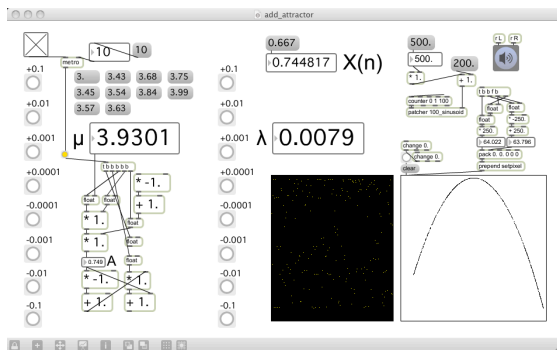 add_attractor
metro
10
10
3.
3.43
3.68
3.75
3.45
3.54
3.84
3.99
3.57
3.63
+0.1
+0.01
+0.001
+0.0001
-0.0001
-0.001
-0.01
-0.1
μ 3.9301
t b b b b b
* -1.
+ 1.
float
float
* 1.
float
* 1.
float
0.749 A
float
* -1.
* 1.
+ 1.
+ 1.
+0.1
+0.01
+0.001
+0.0001
-0.0001
-0.001
-0.01
-0.1
0.667
0.744817 X(n)
λ 0.0079
500.
500.
200.
* 1.
+ 1.
counter 0 1 100
patcher 100_sinusoid
r L
r R
t b b f b
float
float
float
* -250.
* 250.
+ 250.
64.022
63.796
change 0.
change 0.
clear
pack 0. 0. 0 0 0
prepend setpixel